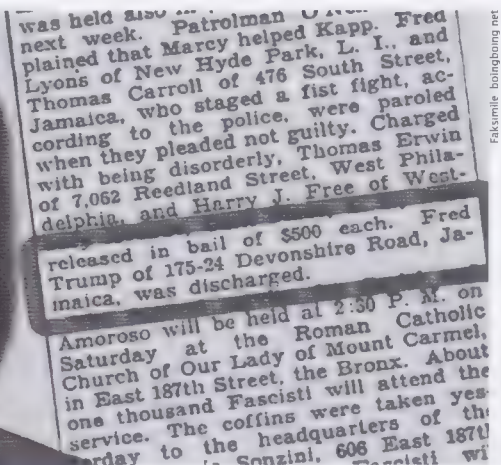 was held also
next week. Patrolman
plained that Marcy helped Kapp. Fred
Lyons of New Hyde Park, L. I., and
Thomas Carroll of 476 South Street,
Jamaica, who staged a fist fight, ac-
cording to the police, were paroled
when they pleaded not guilty. Charged
with being disorderly, Thomas Erwin
of 7,062 Reedland Street, West Phila-
delphia, and Harry J. Free of West-
released in bail of $500 each. Fred
Trump of 175-24 Devonshire Road, Ja-
maica, was discharged.
Amoroso will be held at 2:30 P. M. on
Saturday at the Roman Catholic
Church of Our Lady of Mount Carmel,
in East 187th Street, the Bronx. About
one thousand Fascisti will attend the
service. The coffins were taken yes-
terday to the headquarters of the
Sonzini, 606 East 187th
Fascisti
Faksimile boingboing net